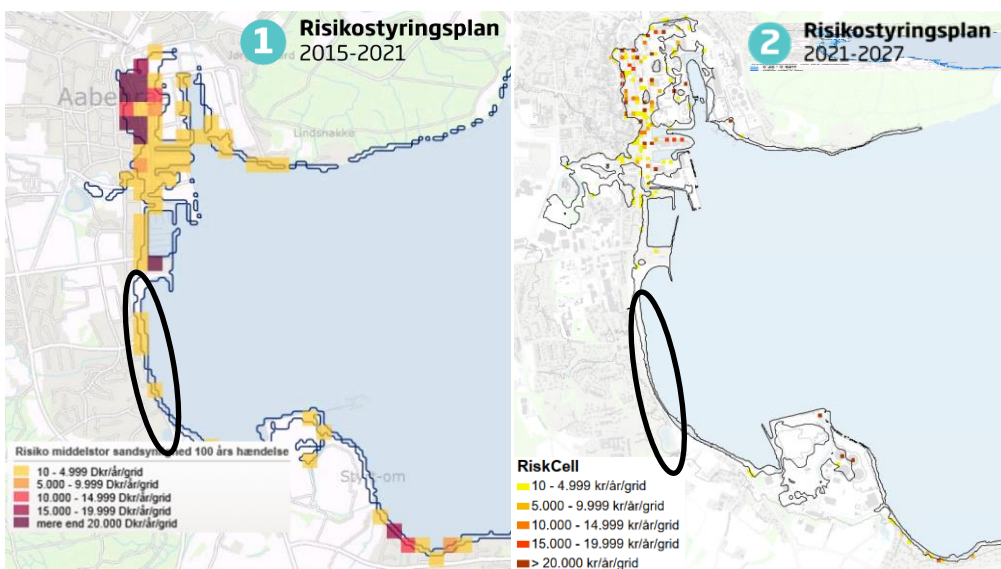 1
Risikostyringsplan
2015-2021
Aabenraa
Lindsnakke
Styrt-om
Risiko middelstor sandsynlighed 100 års hændelse
10 - 4.999 Dkr/år/grid
5.000 - 9.999 Dkr/år/grid
10.000 - 14.999 Dkr/år/grid
15.000 - 19.999 Dkr/år/grid
mere end 20.000 Dkr/år/grid
2
Risikostyringsplan
2021-2027
RiskCell
10 - 4.999 kr/år/grid
5.000 - 9.999 kr/år/grid
10.000 - 14.999 kr/år/grid
15.000 - 19.999 kr/år/grid
> 20.000 kr/år/grid